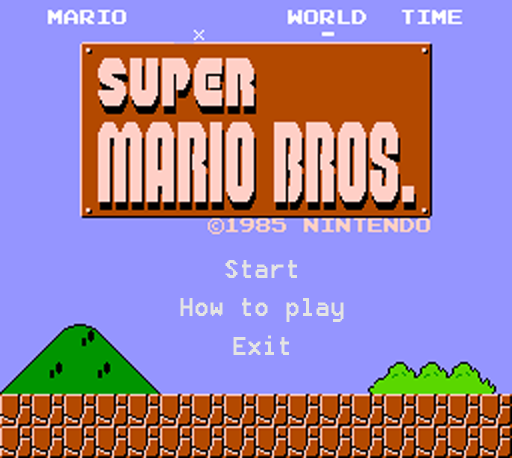 MARIO WORLD TIME
×
SUPER
MARIO BROS.
©1985 NINTENDO
Start
How to play
Exit